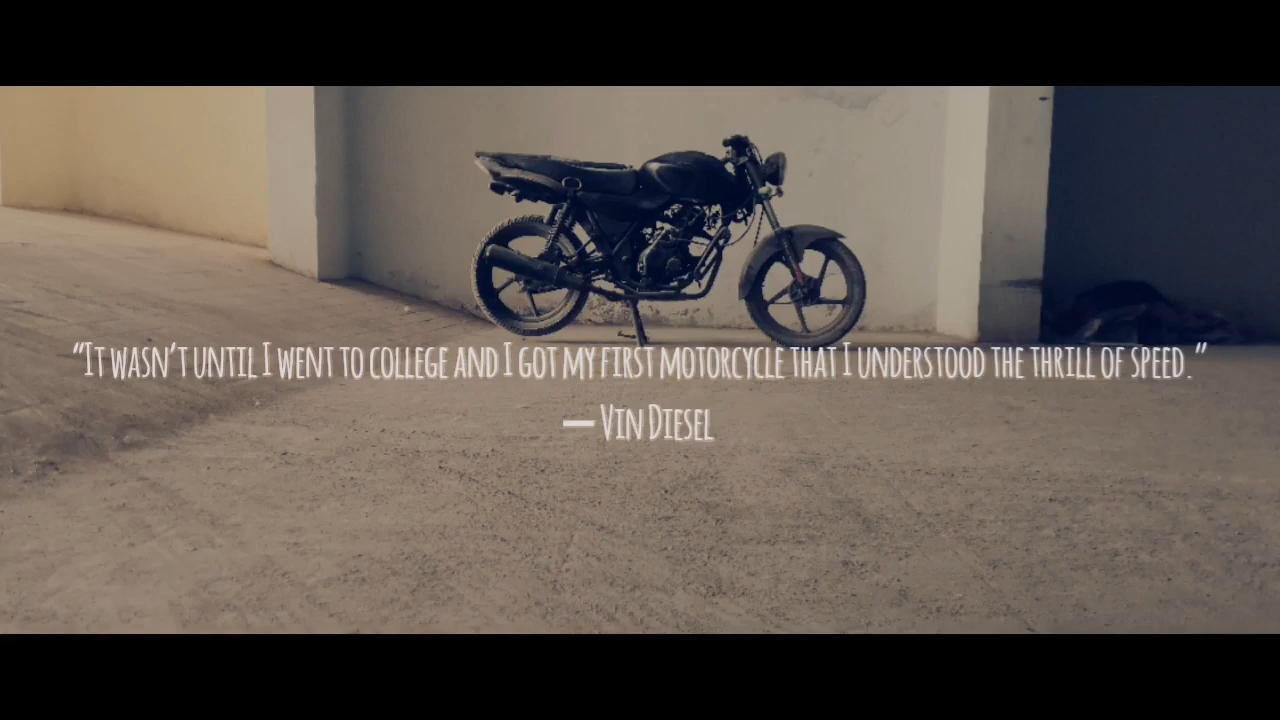 “It wasn’t until I went to college and I got my first motorcycle that I understood the thrill of speed.”
— Vin Diesel